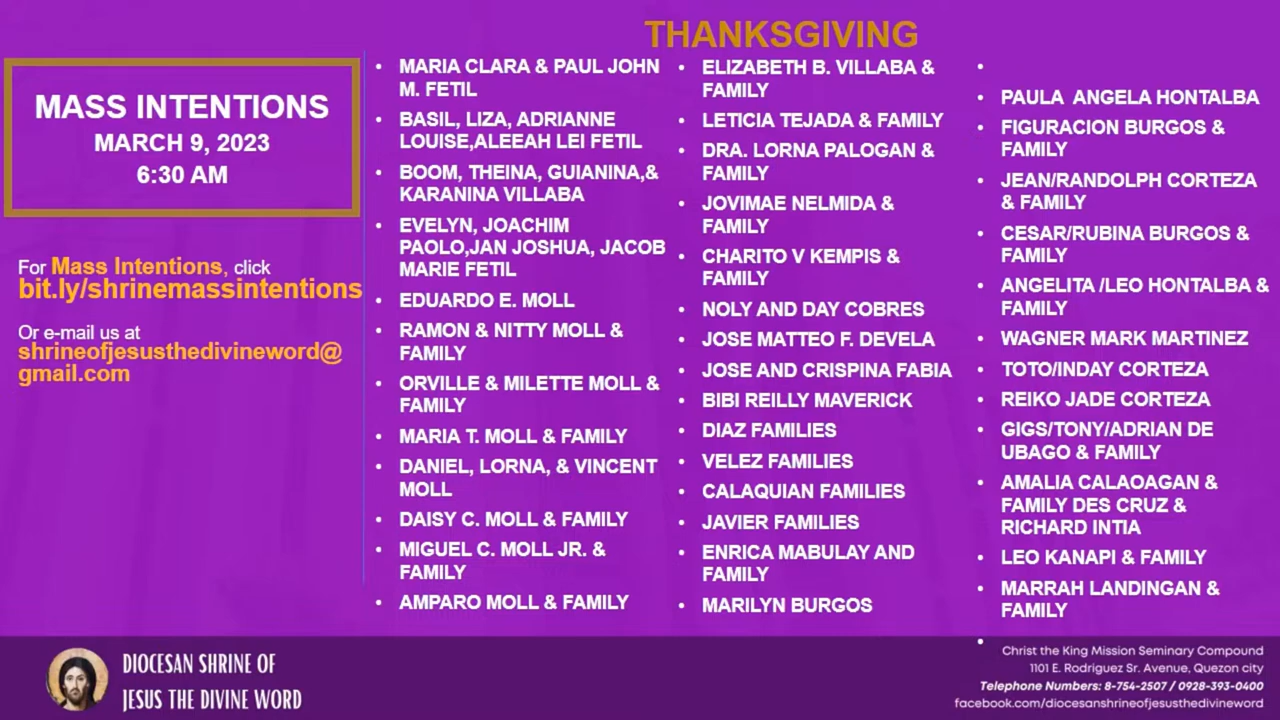 THANKSGIVING
MASS INTENTIONS
MARCH 9, 2023
6:30 AM
For Mass Intentions, click
bit.ly/shrinemassintentions
Or e-mail us at
shrineofjesusthedivineword@
gmail.com
• MARIA CLARA & PAUL JOHN
M. FETIL
• BASIL, LIZA, ADRIANNE
LOUISE,ALEEAH LEI FETIL
• BOOM, THEINA, GUIANINA,&
KARANINA VILLABA
• EVELYN, JOACHIM
PAOLO,JAN JOSHUA, JACOB
MARIE FETIL
• EDUARDO E. MOLL
• RAMON & NITTY MOLL &
FAMILY
• ORVILLE & MILETTE MOLL &
FAMILY
• MARIA T. MOLL & FAMILY
• DANIEL, LORNA, & VINCENT
MOLL
• DAISY C. MOLL & FAMILY
• MIGUEL C. MOLL JR. &
FAMILY
• AMPARO MOLL & FAMILY
• ELIZABETH B. VILLABA &
FAMILY
• LETICIA TEJADA & FAMILY
• DRA. LORNA PALOGAN &
FAMILY
• JOVIMAE NELMIDA &
FAMILY
• CHARITO V KEMPIS &
FAMILY
• NOLY AND DAY COBRES
• JOSE MATTEO F. DEVELA
• JOSE AND CRISPINA FABIA
• BIBI REILLY MAVERICK
• DIAZ FAMILIES
• VELEZ FAMILIES
• CALAQUIAN FAMILIES
• JAVIER FAMILIES
• ENRICA MABULAY AND
FAMILY
• MARILYN BURGOS
•
• PAULA  ANGELA HONTALBA
• FIGURACION BURGOS &
FAMILY
• JEAN/RANDOLPH CORTEZA
& FAMILY
• CESAR/RUBINA BURGOS &
FAMILY
• ANGELITA /LEO HONTALBA &
FAMILY
• WAGNER MARK MARTINEZ
• TOTO/INDAY CORTEZA
• REIKO JADE CORTEZA
• GIGS/TONY/ADRIAN DE
UBAGO & FAMILY
• AMALIA CALAOAGAN &
FAMILY DES CRUZ &
RICHARD INTIA
• LEO KANAPI & FAMILY
• MARRAH LANDINGAN &
FAMILY
•
DIOCESAN SHRINE OF
JESUS THE DIVINE WORD
Christ the King Mission Seminary Compound
1101 E. Rodriguez Sr. Avenue, Quezon city
Telephone Numbers: 8-754-2507 / 0928-393-0400
facebook.com/diocesanshrineofjesusthedivineword